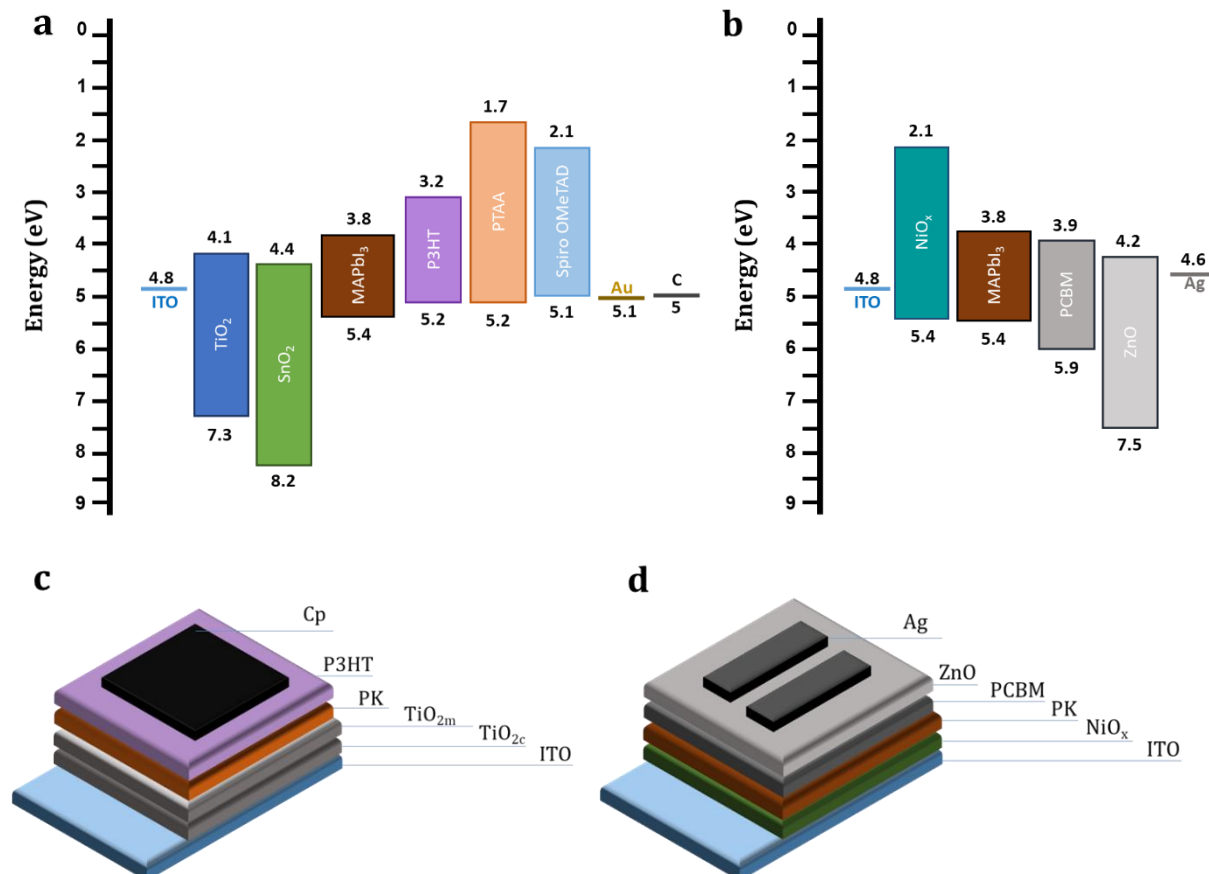 a
Energy (eV)
0
1
2
3
4
5
6
7
8
9
4.8
ITO
4.1
TiO₂
7.3
4.4
SnO₂
8.2
3.8
MAPbI₃
5.4
3.2
P3HT
5.2
1.7
PTAA
5.2
2.1
Spiro OMeTAD
5.1
Au
5.1
C
5
b
Energy (eV)
0
1
2
3
4
5
6
7
8
9
4.8
ITO
2.1
NiOₓ
5.4
3.8
MAPbI₃
5.4
3.9
PCBM
5.9
4.2
ZnO
7.5
4.6
Ag
c
Cp
P3HT
PK
TiO₂ₘ
TiO₂c
ITO
d
Ag
ZnO
PCBM
PK
NiOₓ
ITO